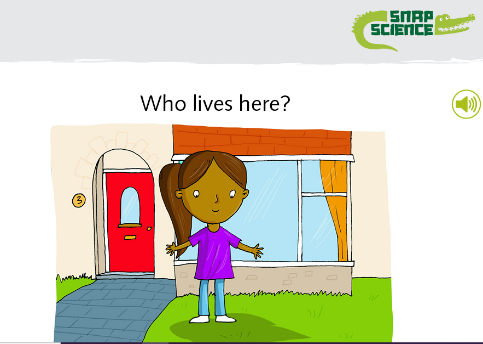 SNAP
SCIENCE
Who lives here?
3